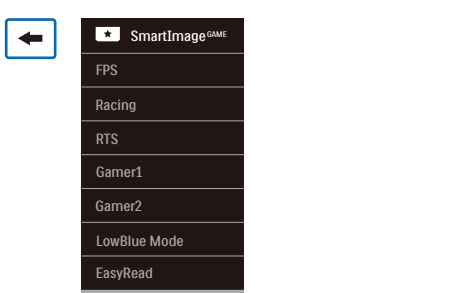 SmartImage GAME
FPS
Racing
RTS
Gamer1
Gamer2
LowBlue Mode
EasyRead